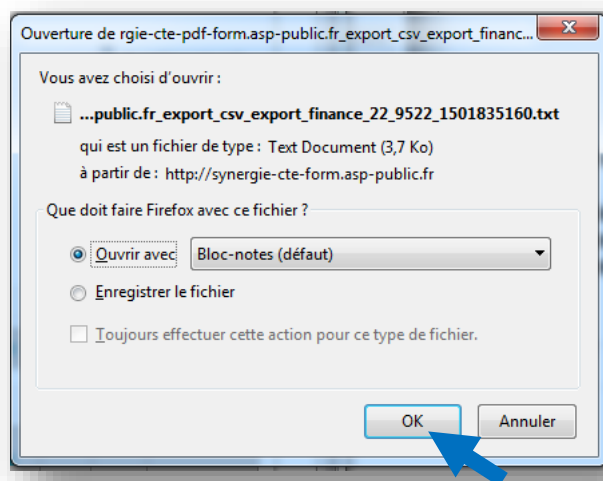 Ouverture de rgie-cte-pdf-form.asp-public.fr_export_csv_export_financ...
Vous avez choisi d'ouvrir :
...public.fr_export_csv_export_finance_22_9522_1501835160.txt
qui est un fichier de type : Text Document (3,7 Ko)
à partir de : http://synergie-cte-form.asp-public.fr
Que doit faire Firefox avec ce fichier ?
Ouvrir avec Bloc-notes (défaut)
Enregistrer le fichier
Toujours effectuer cette action pour ce type de fichier.
OK Annuler